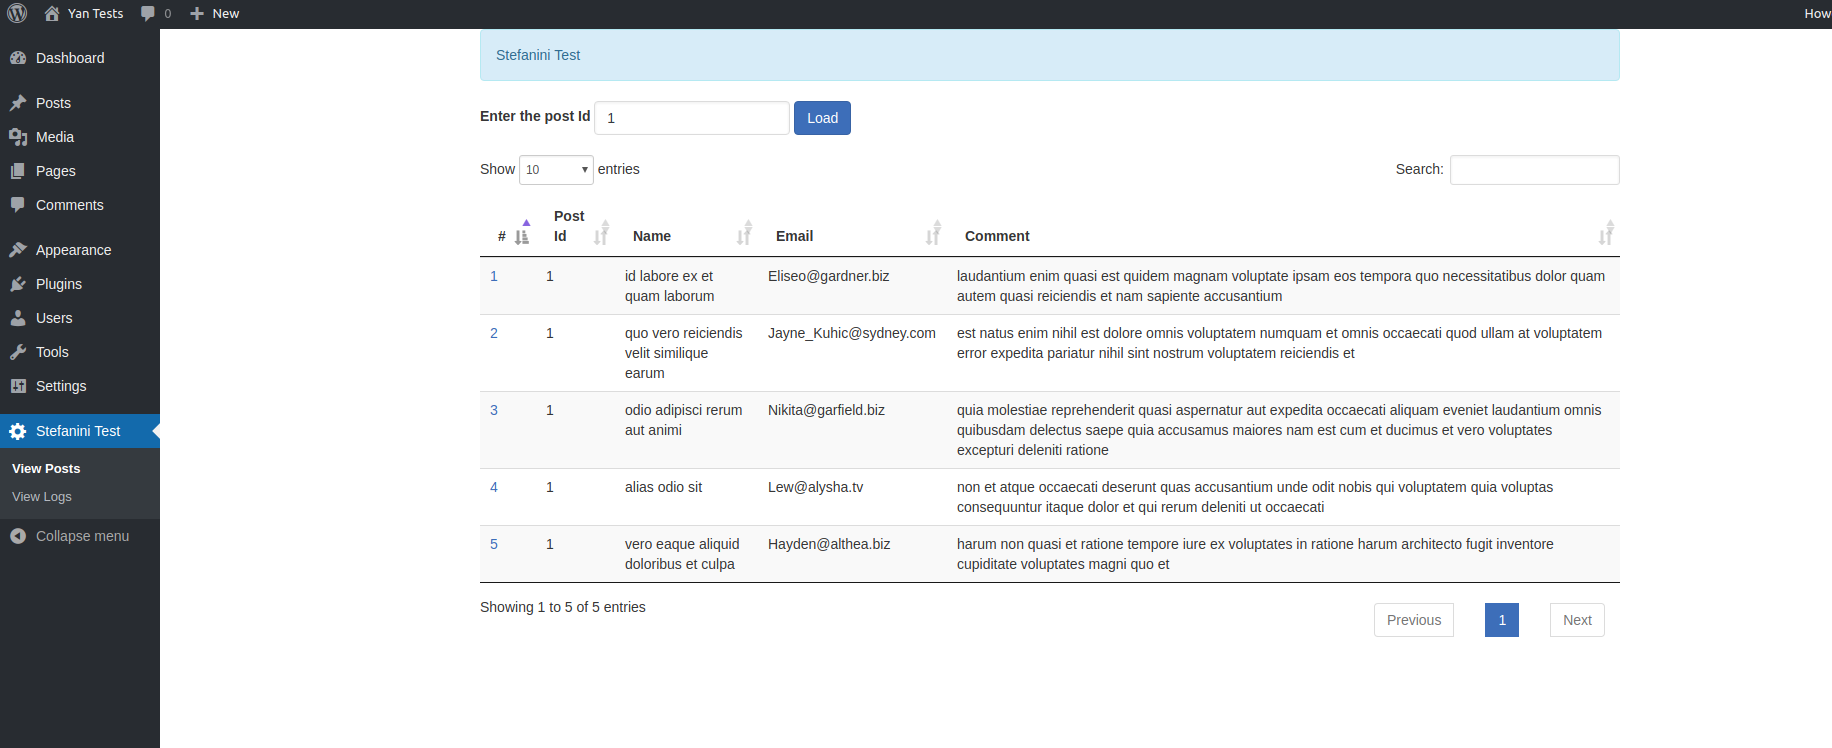 Yan Tests 0 New How
Dashboard
Posts
Media
Pages
Comments
Appearance
Plugins
Users
Tools
Settings
Stefanini Test
View Posts
View Logs
Collapse menu
Stefanini Test
Enter the post Id 1 Load
Show 10 entries Search:
# Post Id Name Email Comment
1 1 id labore ex et Eliseo@gardner.biz laudantium enim quasi est quidem magnam voluptate ipsam eos tempora quo necessitatibus dolor quam
quam laborum autem quasi reiciendis et nam sapiente accusantium
2 1 quo vero reiciendis Jayne_Kuhic@sydney.com est natus enim nihil est dolore omnis voluptatem numquam et omnis occaecati quod ullam at voluptatem
velit similique error expedita pariatur nihil sint nostrum voluptatem reiciendis et
earum
3 1 odio adipisci rerum Nikita@garfield.biz quia molestiae reprehenderit quasi aspernatur aut expedita occaecati aliquam eveniet laudantium omnis
aut animi quibusdam delectus saepe quia accusamus maiores nam est cum et ducimus et vero voluptates
excepturi deleniti ratione
4 1 alias odio sit Lew@alysha.tv non et atque occaecati deserunt quas accusantium unde odit nobis qui voluptatem quia voluptas
consequuntur itaque dolor et qui rerum deleniti ut occaecati
5 1 vero eaque aliquid Hayden@althea.biz harum non quasi et ratione tempore iure ex voluptates in ratione harum architecto fugit inventore
doloribus et culpa cupiditate voluptates magni quo et
Showing 1 to 5 of 5 entries Previous 1 Next